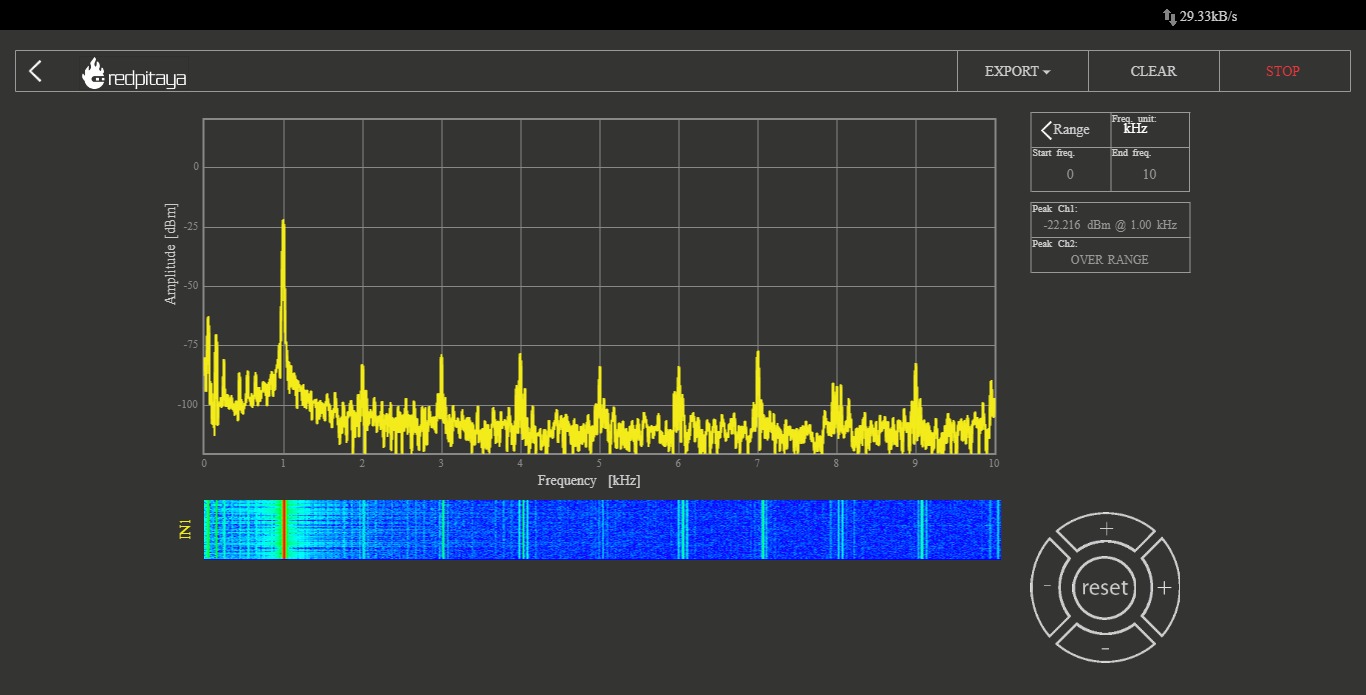 29.33kB/s
redpitaya
EXPORT
CLEAR
STOP
Range
Freq. unit:
kHz
Start freq.
End freq.
0
10
Peak Ch1:
-22.216 dBm @ 1.00 kHz
Peak Ch2:
OVER RANGE
Amplitude [dBm]
0
-25
-50
-75
-100
0 1 2 3 4 5 6 7 8 9 10
Frequency [kHz]
IN1
+
- reset +
-